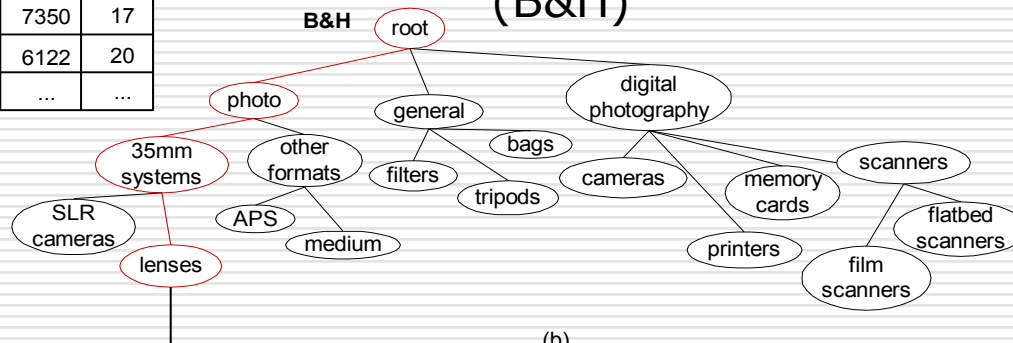 (B&H)
7350 17
6122 20
... ...
B&H
root
photo
general
digital
photography
35mm
systems
other
formats
filters
bags
tripods
cameras
memory
cards
scanners
SLR
cameras
APS
medium
lenses
printers
film
scanners
flatbed
scanners
(b)